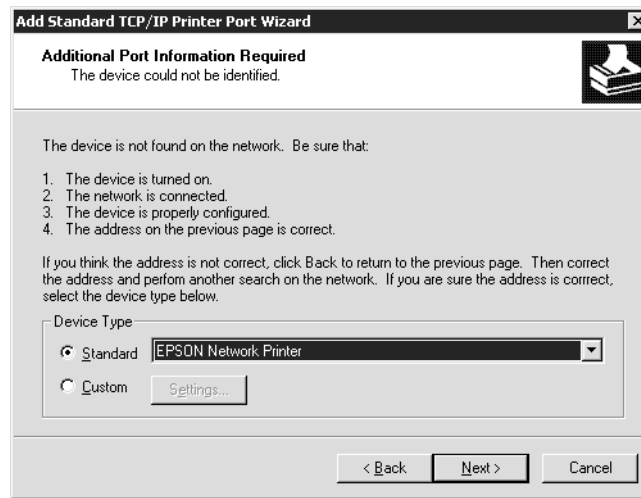 Add Standard TCP/IP Printer Port Wizard
Additional Port Information Required
The device could not be identified.
The device is not found on the network. Be sure that:
1. The device is turned on.
2. The network is connected.
3. The device is properly configured.
4. The address on the previous page is correct.
If you think the address is not correct, click Back to return to the previous page. Then correct
the address and perfom another search on the network. If you are sure the address is corrrect,
select the device type below.
Device Type
Standard EPSON Network Printer
Custom Settings...
< Back Next > Cancel